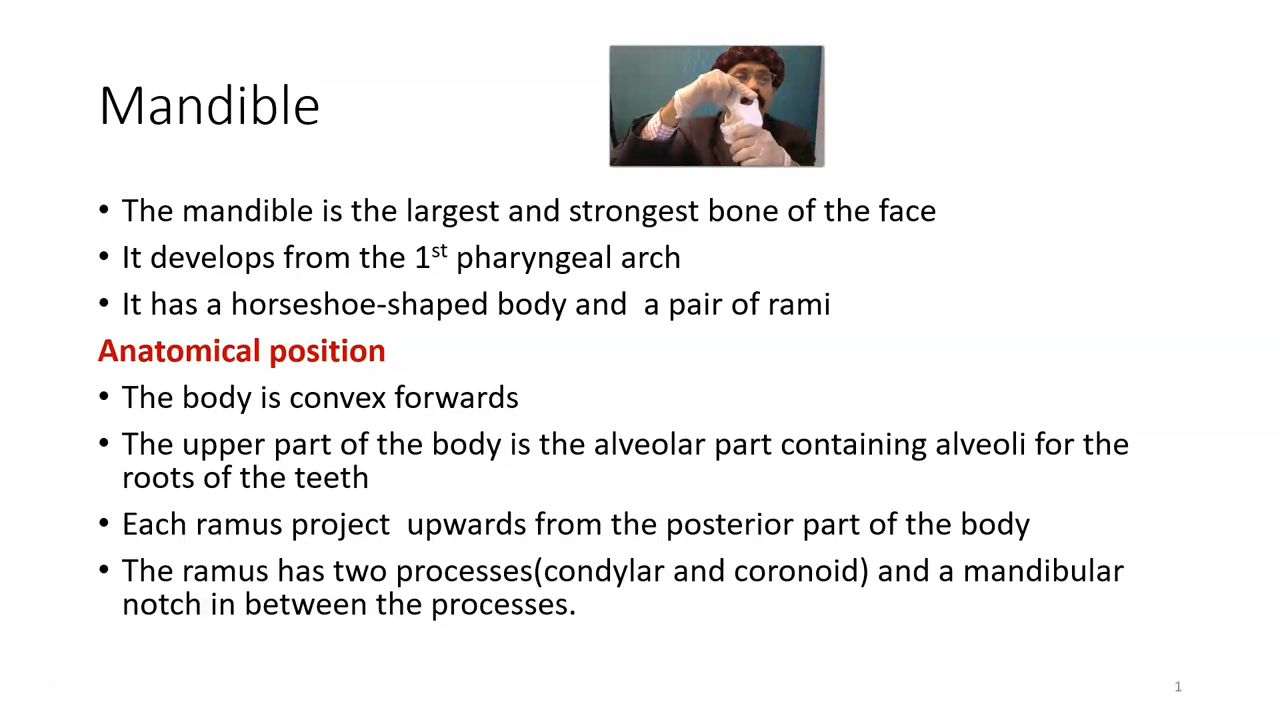 Mandible
• The mandible is the largest and strongest bone of the face
• It develops from the 1st pharyngeal arch
• It has a horseshoe-shaped body and  a pair of rami
Anatomical position
• The body is convex forwards
• The upper part of the body is the alveolar part containing alveoli for the
roots of the teeth
• Each ramus project  upwards from the posterior part of the body
• The ramus has two processes(condylar and coronoid) and a mandibular
notch in between the processes.
1